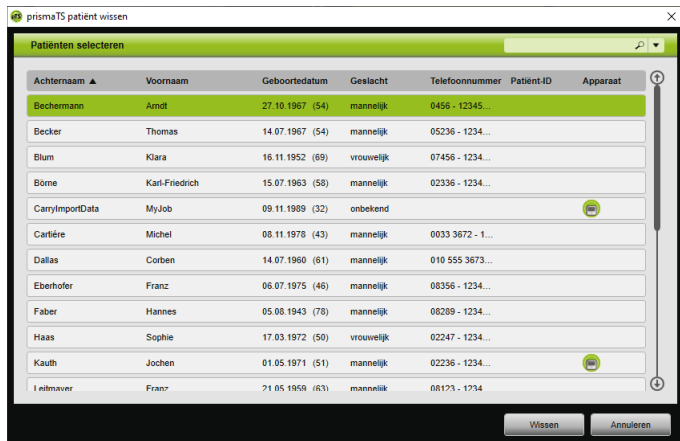 prismaTS patiënt wissen
Patiënten selecteren
Achternaam ▲ Voornaam Geboortedatum Geslacht Telefoonnummer Patiënt-ID Apparaat
Bechermann Arndt 27.10.1967 (54) mannelijk 0456 - 12345...
Becker Thomas 14.07.1967 (54) mannelijk 05236 - 1234...
Blum Klara 16.11.1952 (69) vrouwelijk 07456 - 1234...
Börne Karl-Friedrich 15.07.1963 (58) mannelijk 02336 - 1234...
CarryImportData MyJob 09.11.1989 (32) onbekend
Cartiére Michel 08.11.1978 (43) mannelijk 0033 3672 - 1...
Dallas Corben 14.07.1960 (61) mannelijk 010 555 3673...
Eberhofer Franz 06.07.1975 (46) mannelijk 08356 - 1234...
Faber Hannes 05.08.1943 (78) mannelijk 08289 - 1234...
Haas Sophie 17.03.1972 (50) vrouwelijk 02247 - 1234...
Kauth Jochen 01.05.1971 (51) mannelijk 02236 - 1234...
Leitmayer Franz 21.05.1959 (63) mannelijk 08123 - 1234
Wissen Annuleren